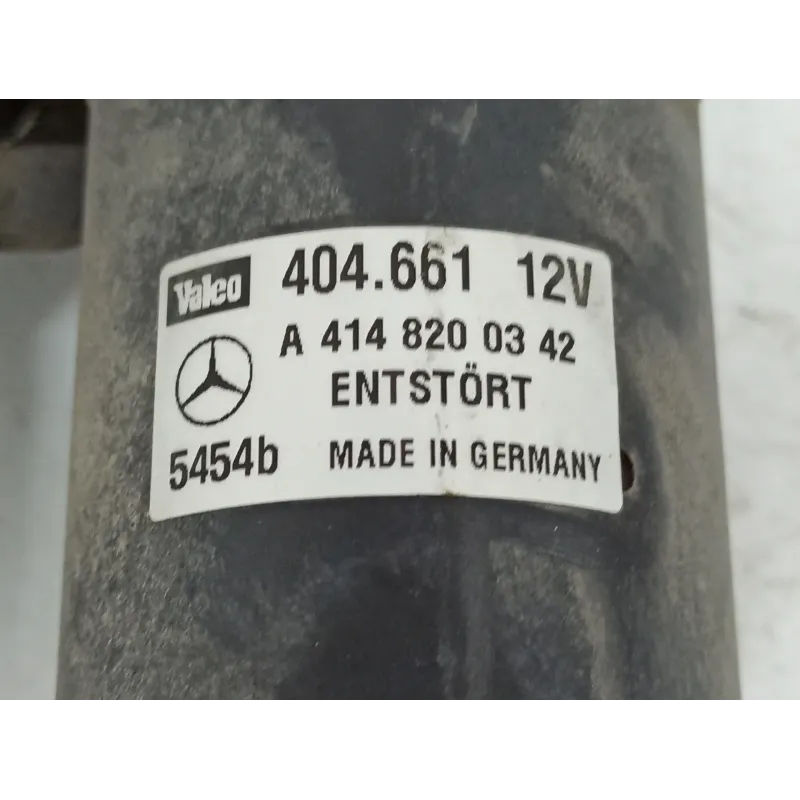 Valeo 404.661 12V
A 414 820 03 42
ENTSTÖRT
5454b MADE IN GERMANY